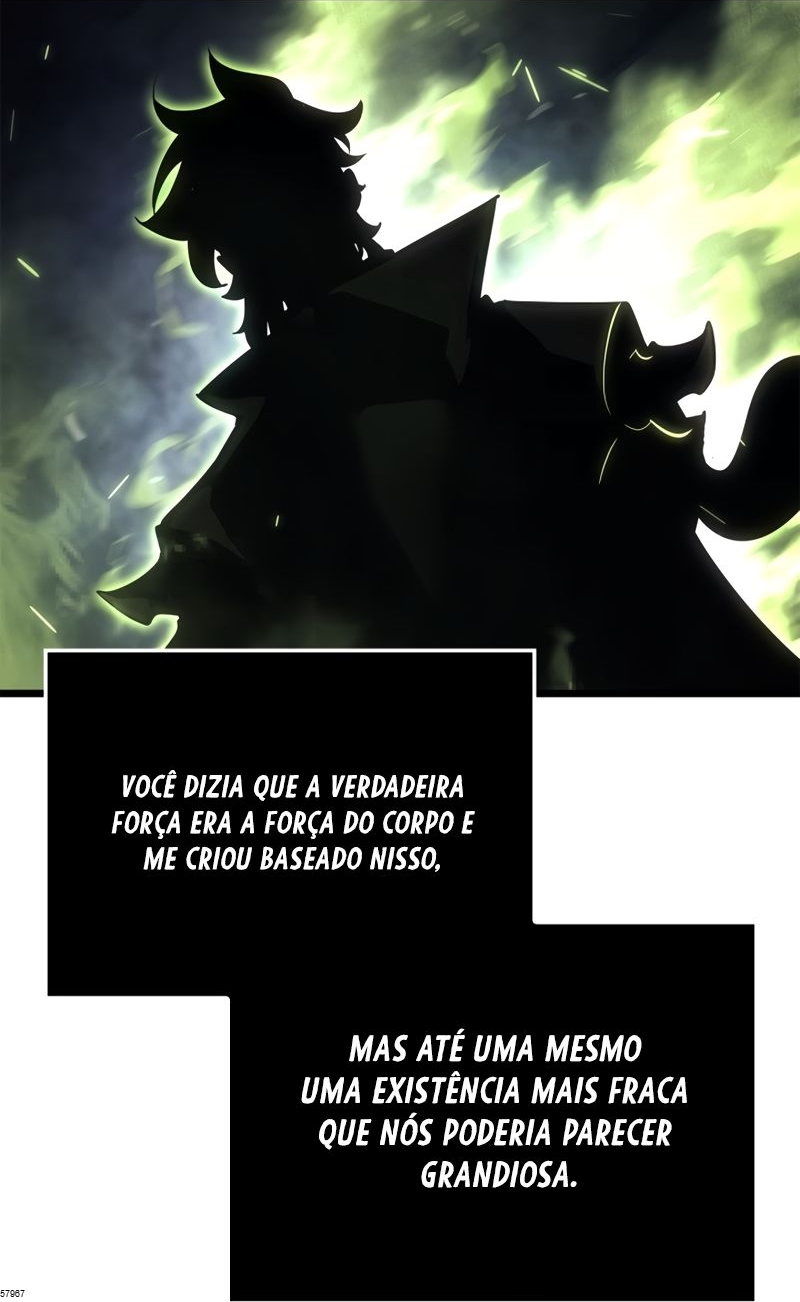 VOCÊ DIZIA QUE A VERDADEIRA
FORÇA ERA A FORÇA DO CORPO E
ME CRIOU BASEADO NISSO,
MAS ATÉ UMA MESMO
UMA EXISTÊNCIA MAIS FRACA
QUE NÓS PODERIA PARECER
GRANDIOSA.
57967